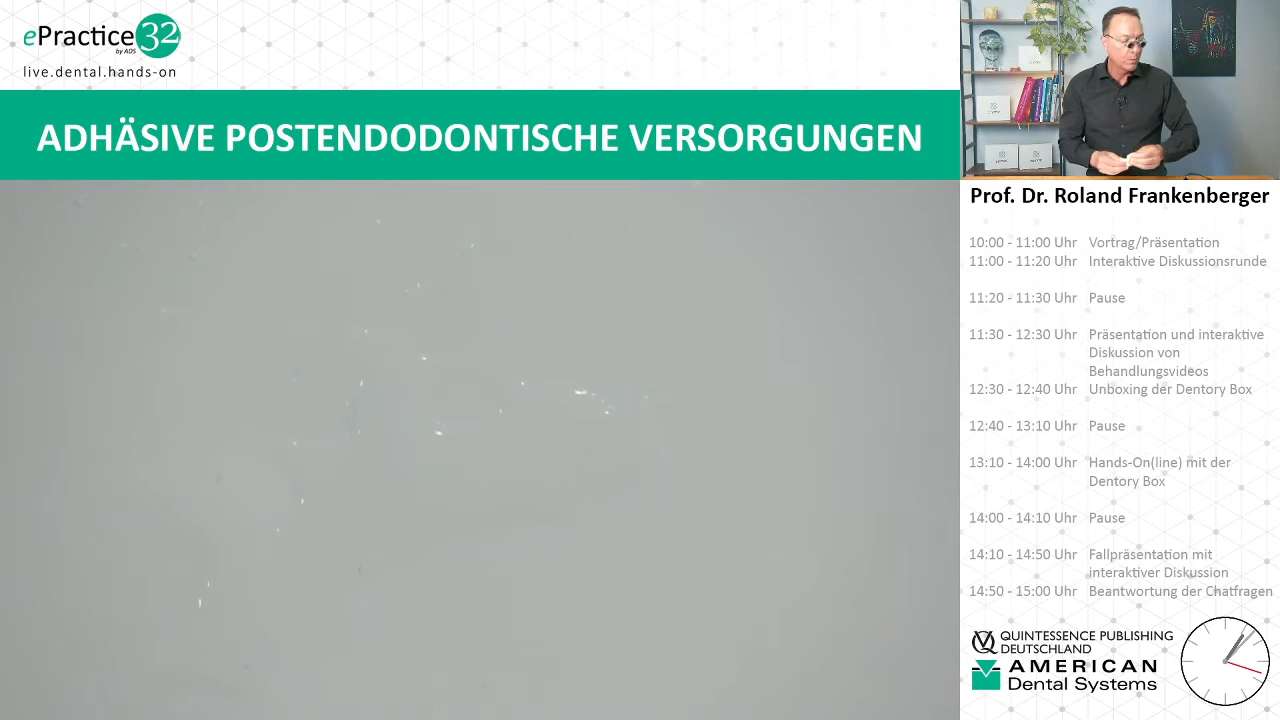 ePractice 32
by ADS
live.dental.hands-on
ADHÄSIVE POSTENDODONTISCHE VERSORGUNGEN
Prof. Dr. Roland Frankenberger
10:00 - 11:00 Uhr Vortrag/Präsentation
11:00 - 11:20 Uhr Interaktive Diskussionsrunde
11:20 - 11:30 Uhr Pause
11:30 - 12:30 Uhr Präsentation und interaktive
Diskussion von
Behandlungsvideos
12:30 - 12:40 Uhr Unboxing der Dentory Box
12:40 - 13:10 Uhr Pause
13:10 - 14:00 Uhr Hands-On(line) mit der
Dentory Box
14:00 - 14:10 Uhr Pause
14:10 - 14:50 Uhr Fallpräsentation mit
interaktiver Diskussion
14:50 - 15:00 Uhr Beantwortung der Chatfragen
QUINTESSENCE PUBLISHING
DEUTSCHLAND
AMERICAN
Dental Systems